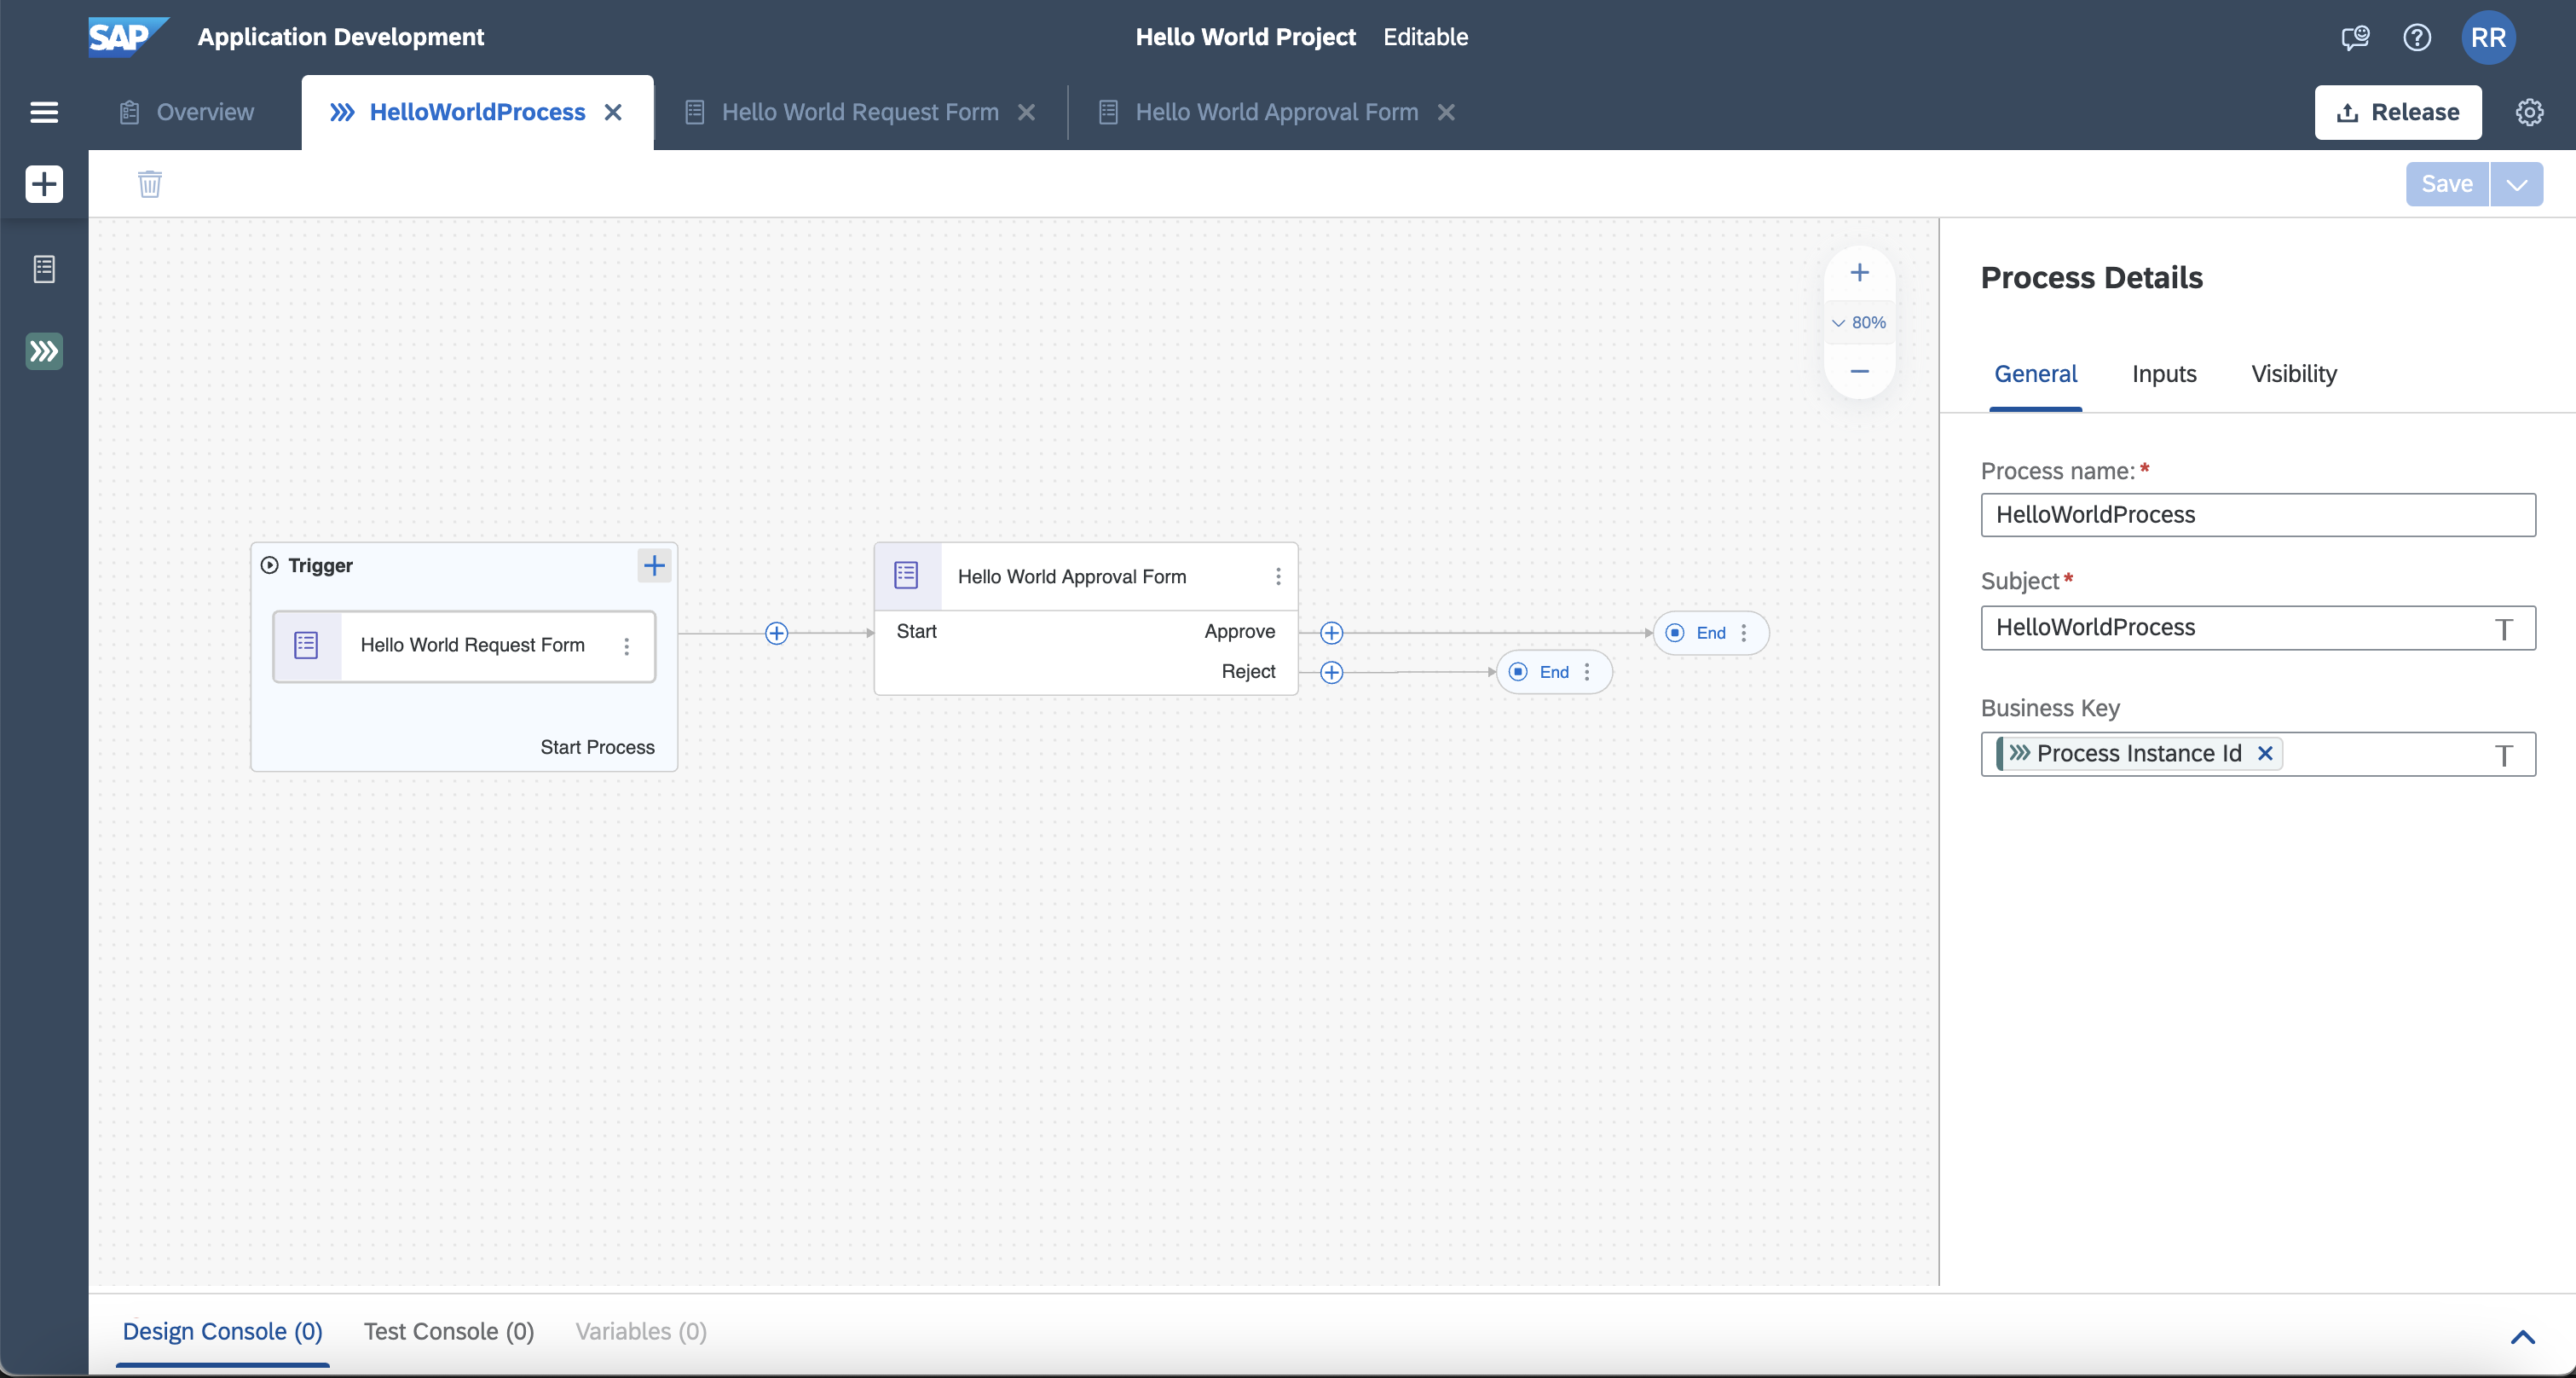 SAP Application Development Hello World Project Editable RR
Overview HelloWorldProcess Hello World Request Form Hello World Approval Form Release
Save
80%
Process Details
General Inputs Visibility
Process name:*
HelloWorldProcess
Subject*
HelloWorldProcess
Business Key
Process Instance Id
Trigger
Hello World Request Form
Start Process
Hello World Approval Form
Start Approve End
Reject End
Design Console (0) Test Console (0) Variables (0)